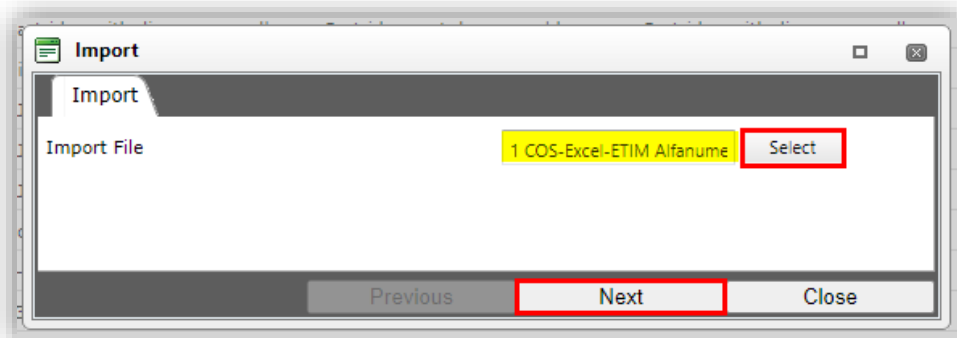 Import
Import
Import File
1 COS-Excel-ETIM Alfanume
Select
Previous
Next
Close